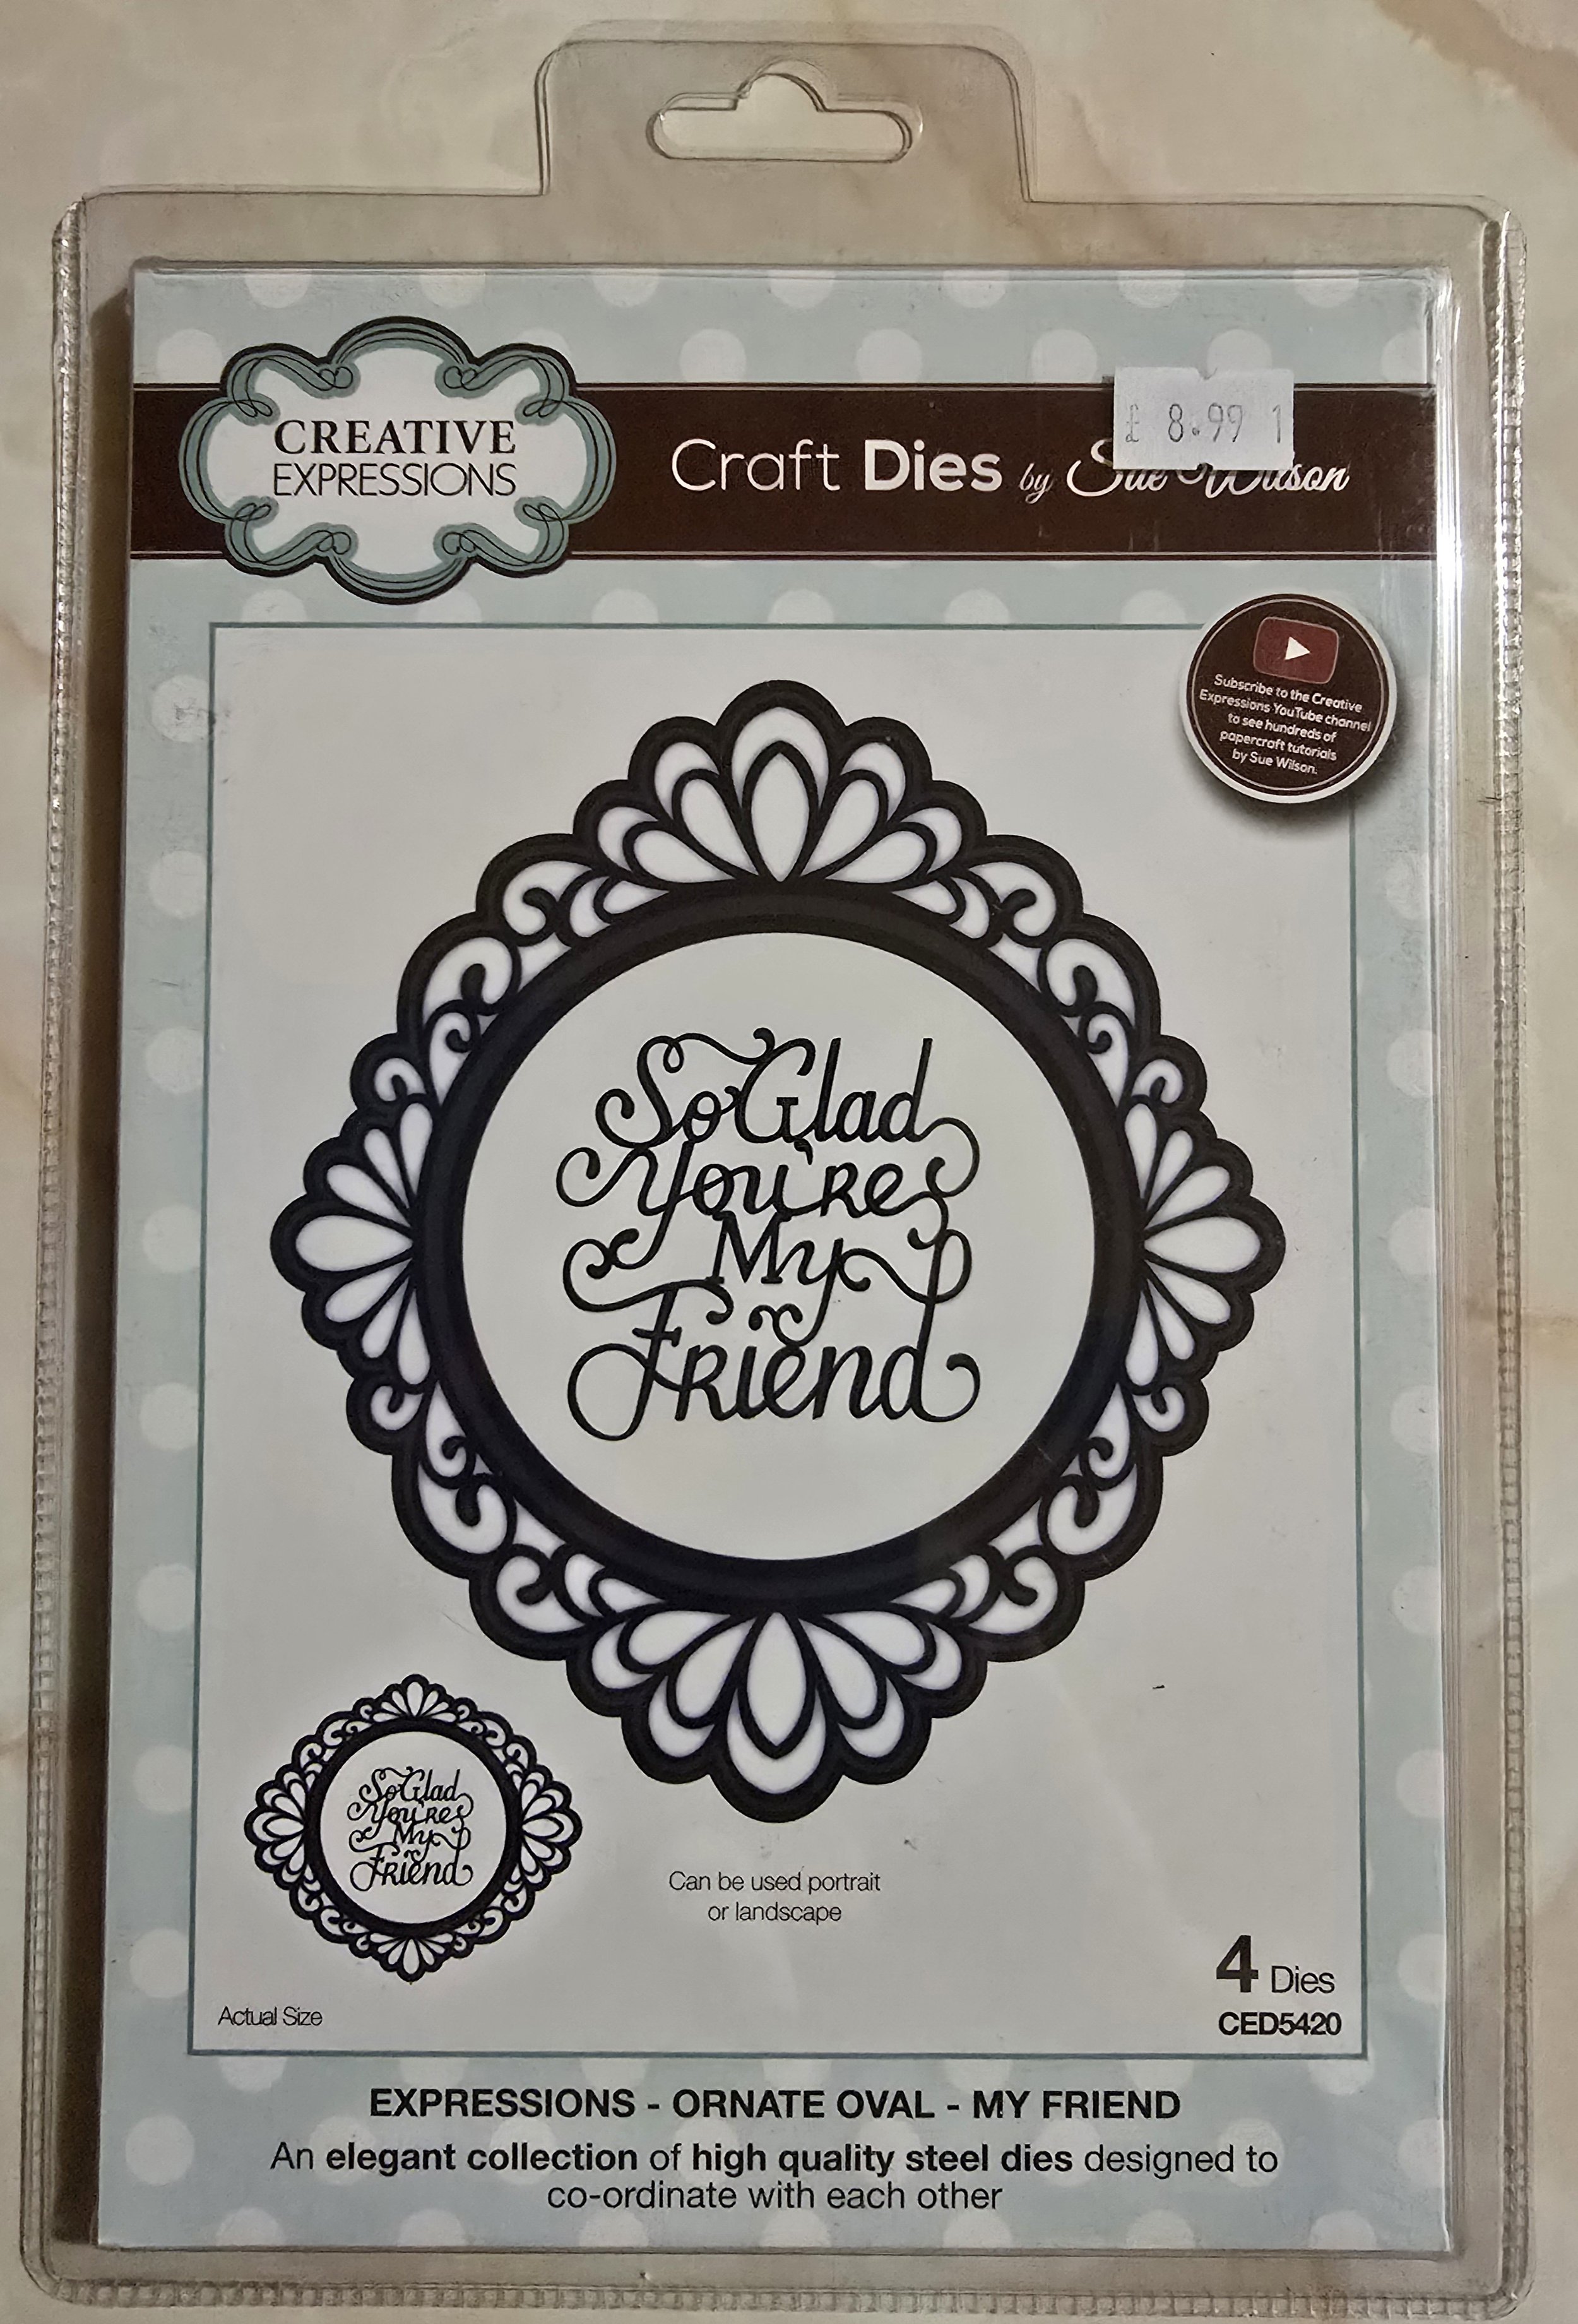 £ 8.99 1
CREATIVE
EXPRESSIONS
Craft Dies by Sue Wilson
Subscribe to the Creative
Expressions YouTube channel
to see hundreds of
papercraft tutorials
by Sue Wilson.
So Glad
You're
My
Friend
So Glad
You're
My
Friend
Can be used portrait
or landscape
Actual Size
4 Dies
CED5420
EXPRESSIONS - ORNATE OVAL - MY FRIEND
An elegant collection of high quality steel dies designed to
co-ordinate with each other